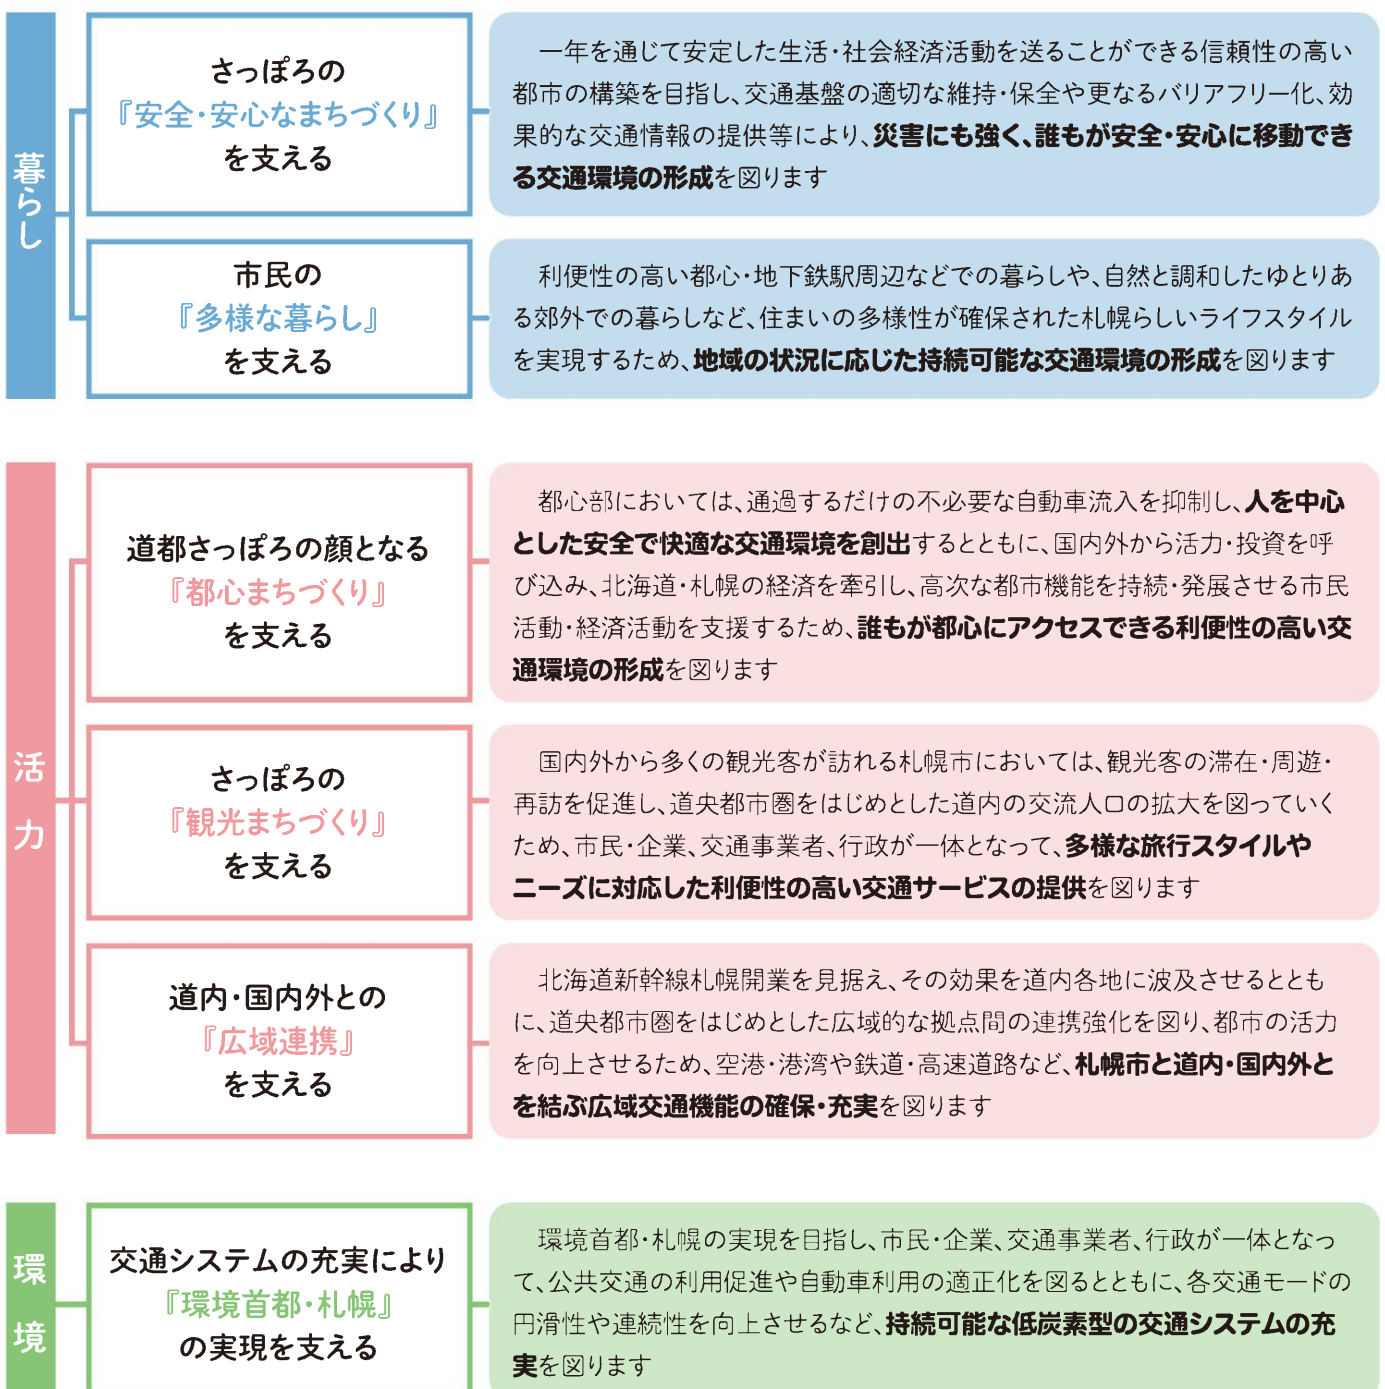 暮らし
さっぽろの
『安全・安心なまちづくり』
を支える
一年を通じて安定した生活・社会経済活動を送ることができる信頼性の高い
都市の構築を目指し、交通基盤の適切な維持・保全や更なるバリアフリー化、効
果的な交通情報の提供等により、災害にも強く、誰もが安全・安心に移動でき
る交通環境の形成を図ります
市民の
『多様な暮らし』
を支える
利便性の高い都心・地下鉄駅周辺などでの暮らしや、自然と調和したゆとりあ
る郊外での暮らしなど、住まいの多様性が確保された札幌らしいライフスタイル
を実現するため、地域の状況に応じた持続可能な交通環境の形成を図ります
活力
道都さっぽろの顔となる
『都心まちづくり』
を支える
都心部においては、通過するだけの不必要な自動車流入を抑制し、人を中心
とした安全で快適な交通環境を創出するとともに、国内外から活力・投資を呼
び込み、北海道・札幌の経済を牽引し、高次な都市機能を持続・発展させる市民
活動・経済活動を支援するため、誰もが都心にアクセスできる利便性の高い交
通環境の形成を図ります
さっぽろの
『観光まちづくり』
を支える
国内外から多くの観光客が訪れる札幌市においては、観光客の滞在・周遊・
再訪を促進し、道央都市圏をはじめとした道内の交流人口の拡大を図っていく
ため、市民・企業、交通事業者、行政が一体となって、多様な旅行スタイルや
ニーズに対応した利便性の高い交通サービスの提供を図ります
道内・国内外との
『広域連携』
を支える
北海道新幹線札幌開業を見据え、その効果を道内各地に波及させるととも
に、道央都市圏をはじめとした広域的な拠点間の連携強化を図り、都市の活力
を向上させるため、空港・港湾や鉄道・高速道路など、札幌市と道内・国内外と
を結ぶ広域交通機能の確保・充実を図ります
環境
交通システムの充実により
『環境首都・札幌』
の実現を支える
環境首都・札幌の実現を目指し、市民・企業、交通事業者、行政が一体となっ
て、公共交通の利用促進や自動車利用の適正化を図るとともに、各交通モードの
円滑性や連続性を向上させるなど、持続可能な低炭素型の交通システムの充
実を図ります